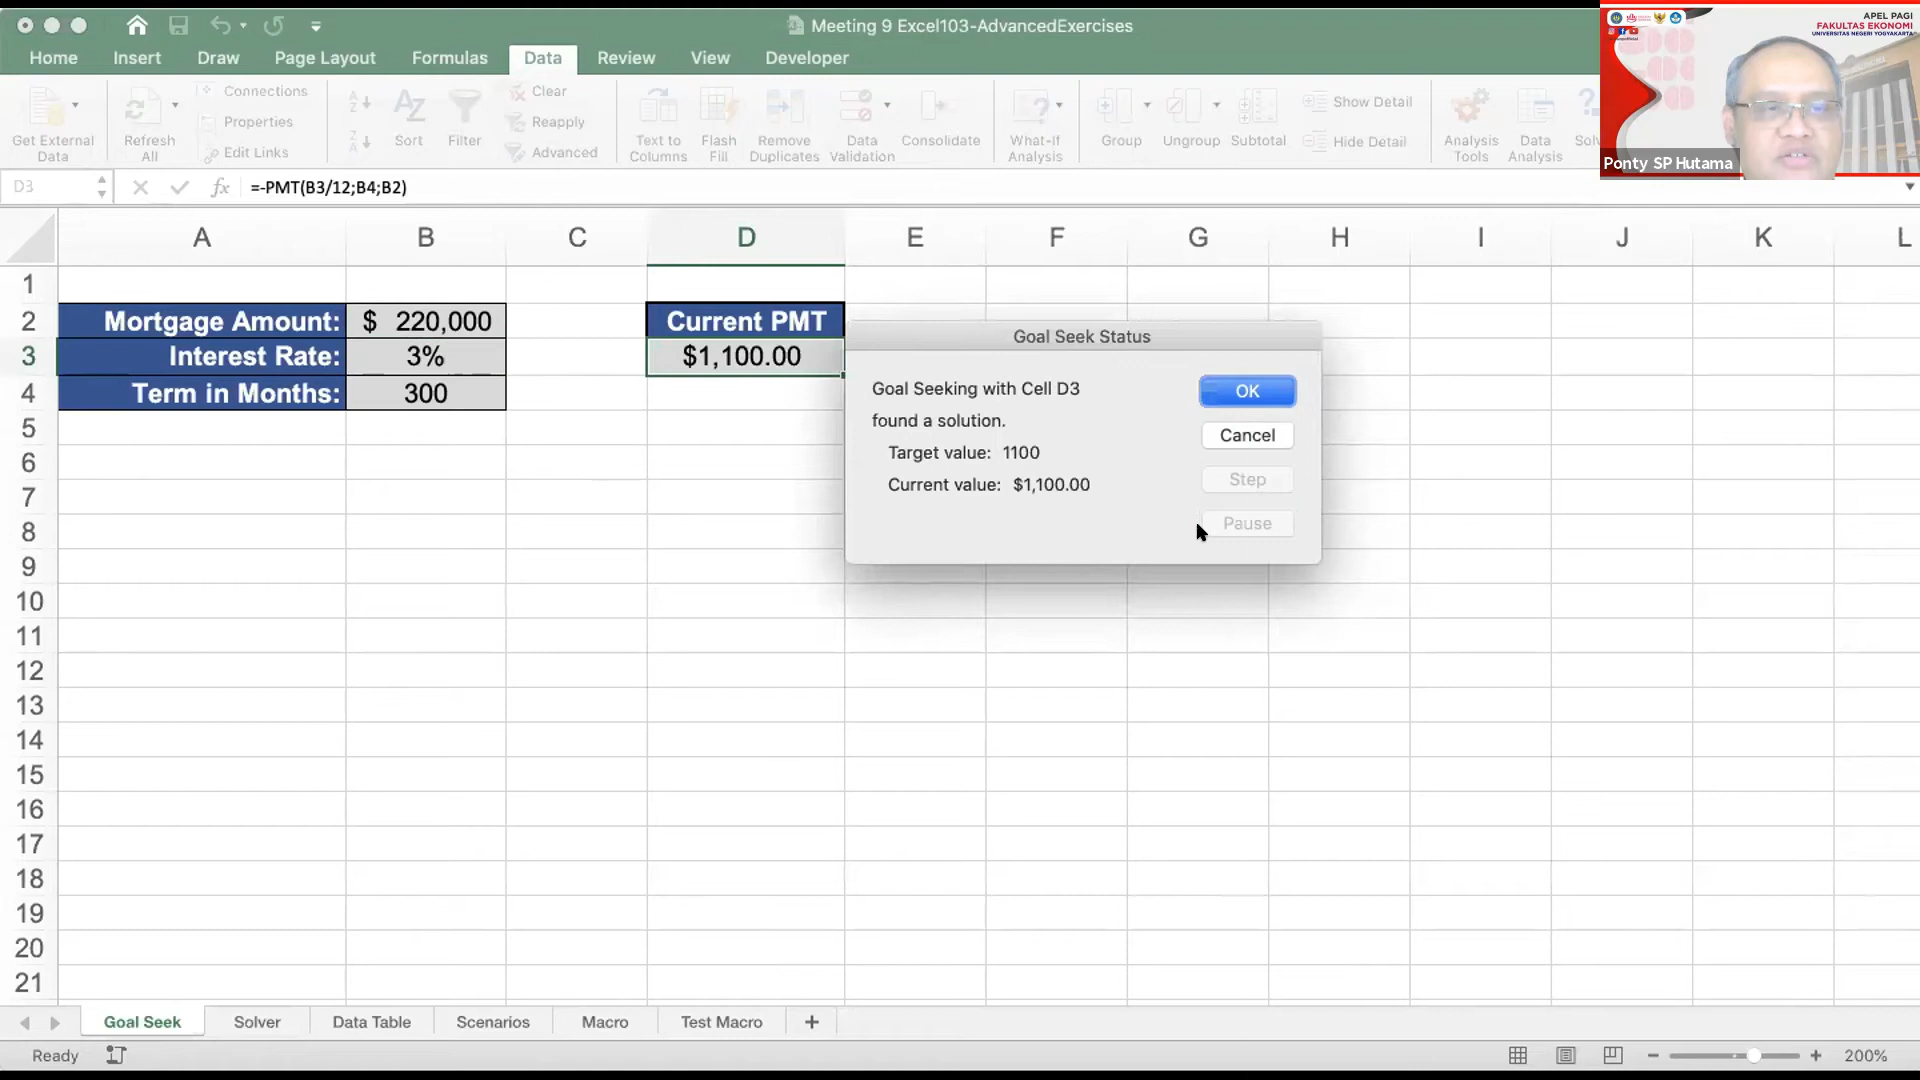 Meeting 9 Excel103-AdvancedExercises
Home Insert Draw Page Layout Formulas Data Review View Developer
Get External Data
Refresh All
Connections
Properties
Edit Links
Sort
Filter
Clear
Reapply
Advanced
Text to Columns
Flash Fill
Remove Duplicates
Data Validation
Consolidate
What-If Analysis
Group
Ungroup
Subtotal
Show Detail
Hide Detail
Analysis Tools
Data Analysis
APEL PAGI
FAKULTAS EKONOMI
UNIVERSITAS NEGERI YOGYAKARTA
Ponty SP Hutama
D3 fx =-PMT(B3/12;B4;B2)
A B C D E F G H I J K L
1
2 Mortgage Amount: $ 220,000 Current PMT
3 Interest Rate: 3% $1,100.00
4 Term in Months: 300
5
6
7
8
9
10
11
12
13
14
15
16
17
18
19
20
21
Goal Seek Status
Goal Seeking with Cell D3
found a solution.
Target value: 1100
Current value: $1,100.00
OK
Cancel
Step
Pause
Goal Seek Solver Data Table Scenarios Macro Test Macro +
Ready 200%